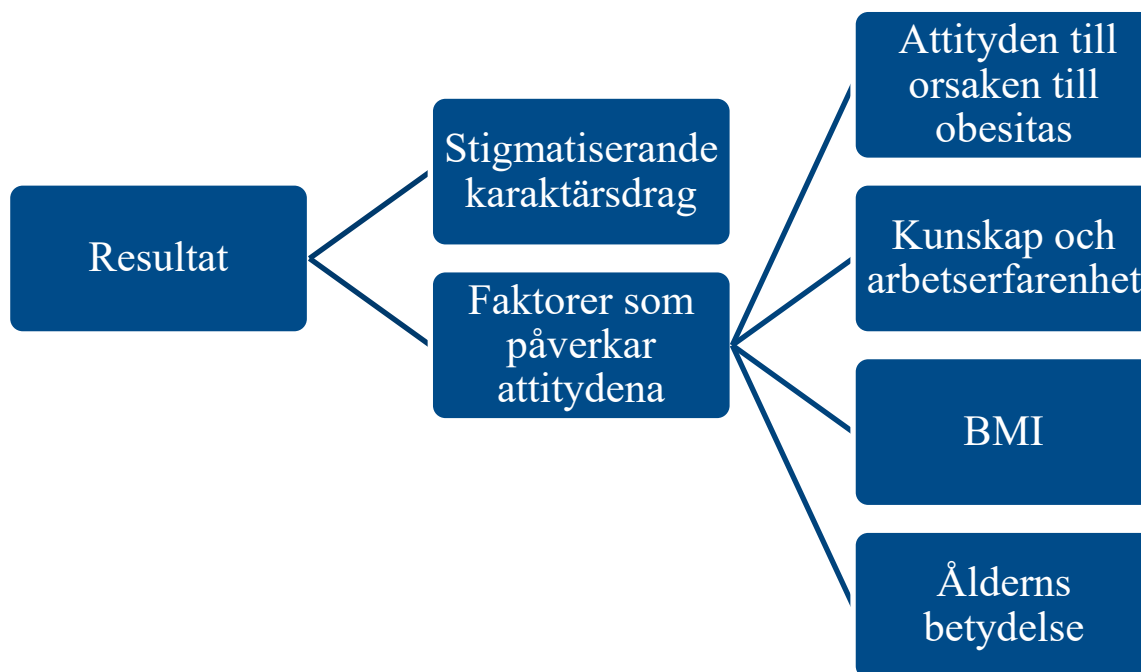 Resultat
Stigmatiserande
karaktärsdrag
Faktorer som
påverkar
attitydena
Attityden till
orsaken till
obesitas
Kunskap och
arbetserfarenhet
BMI
Ålderns
betydelse